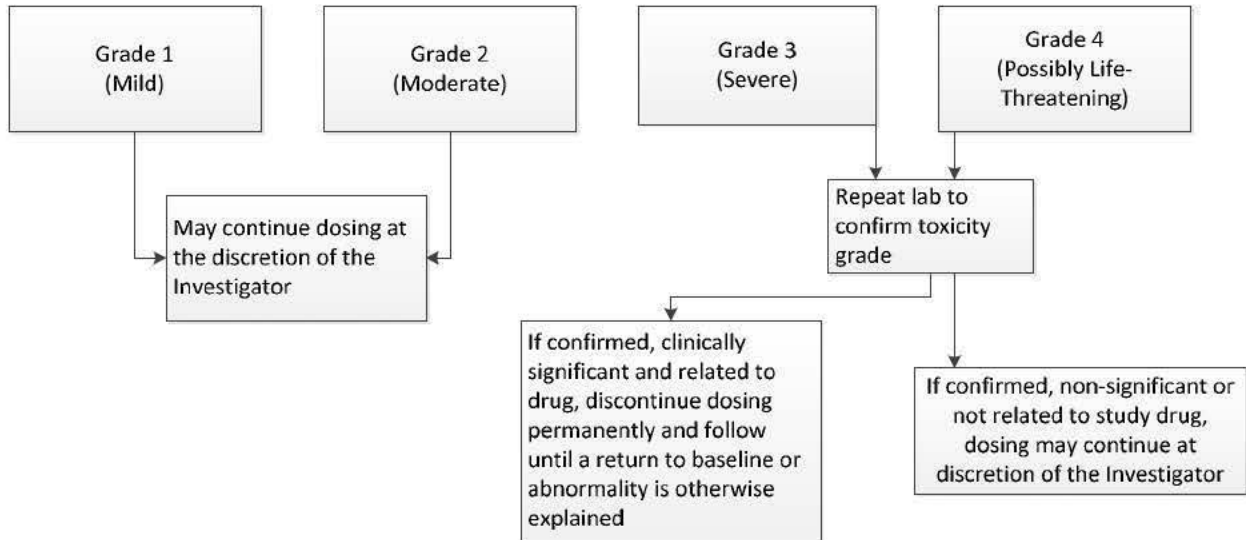 Grade 1
(Mild)
Grade 2
(Moderate)
Grade 3
(Severe)
Grade 4
(Possibly Life-
Threatening)
May continue dosing at
the discretion of the
Investigator
Repeat lab to
confirm toxicity
grade
If confirmed, clinically
significant and related to
drug, discontinue dosing
permanently and follow
until a return to baseline or
abnormality is otherwise
explained
If confirmed, non-significant or
not related to study drug,
dosing may continue at
discretion of the Investigator